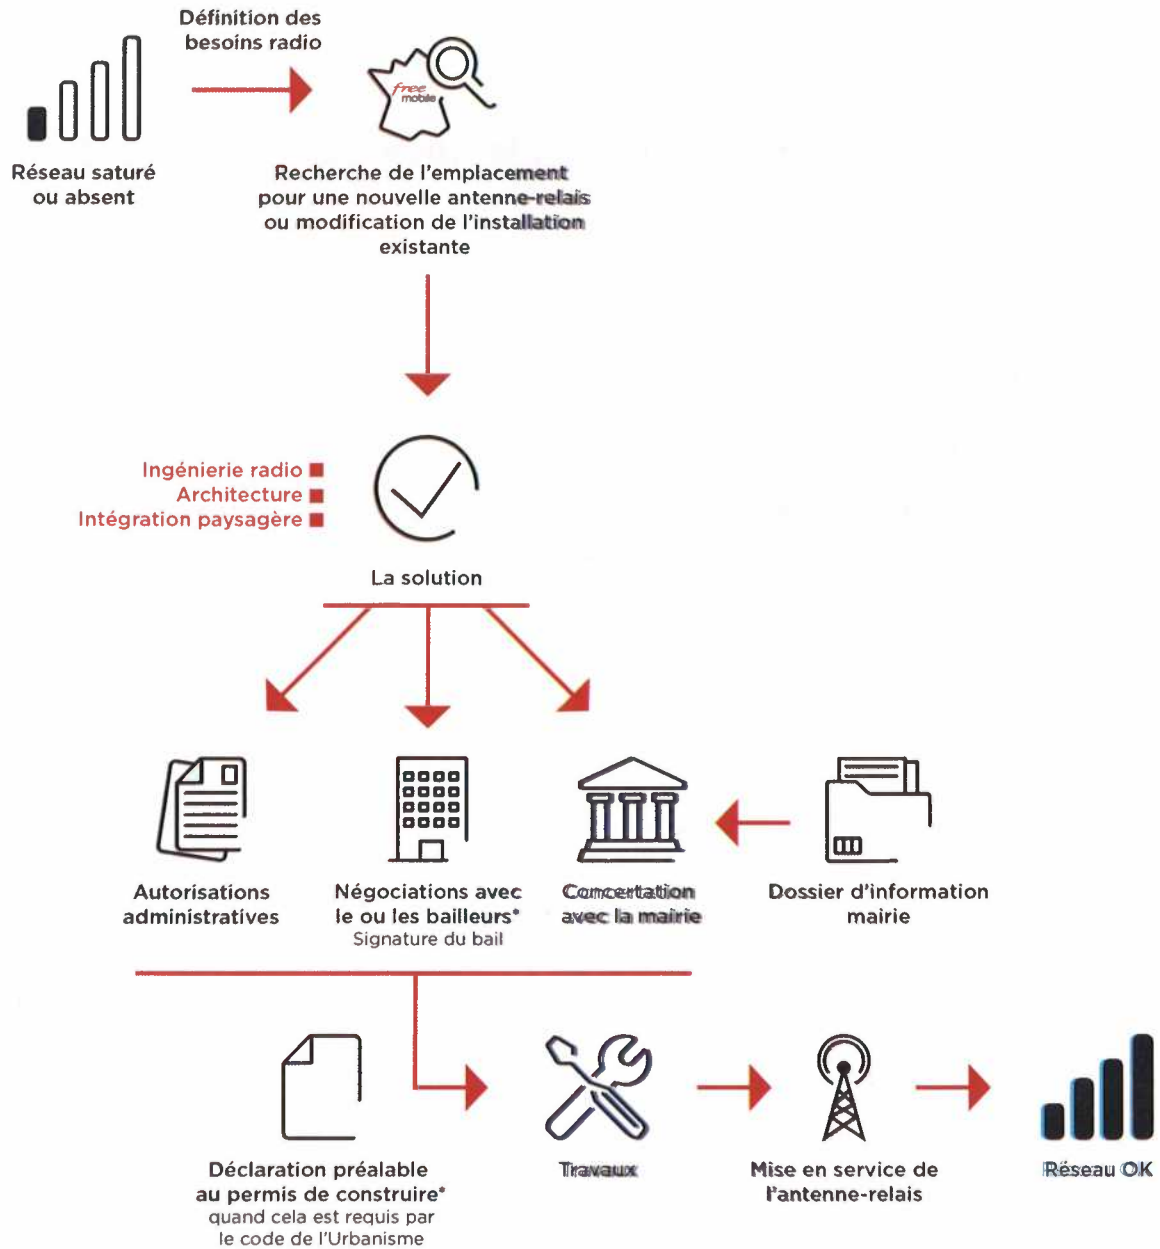 Définition des
besoins radio
free
mobile
Réseau saturé
ou absent
Recherche de l'emplacement
pour une nouvelle antenne-relais
ou modification de l'installation
existante
Ingénierie radio
Architecture
Intégration paysagère
La solution
Autorisations
administratives
Négociations avec
le ou les bailleurs*
Signature du bail
Concertation
avec la mairie
Dossier d'information
mairie
Déclaration préalable
au permis de construire*
quand cela est requis par
le code de l'Urbanisme
Travaux
Mise en service de
l'antenne-relais
Réseau OK